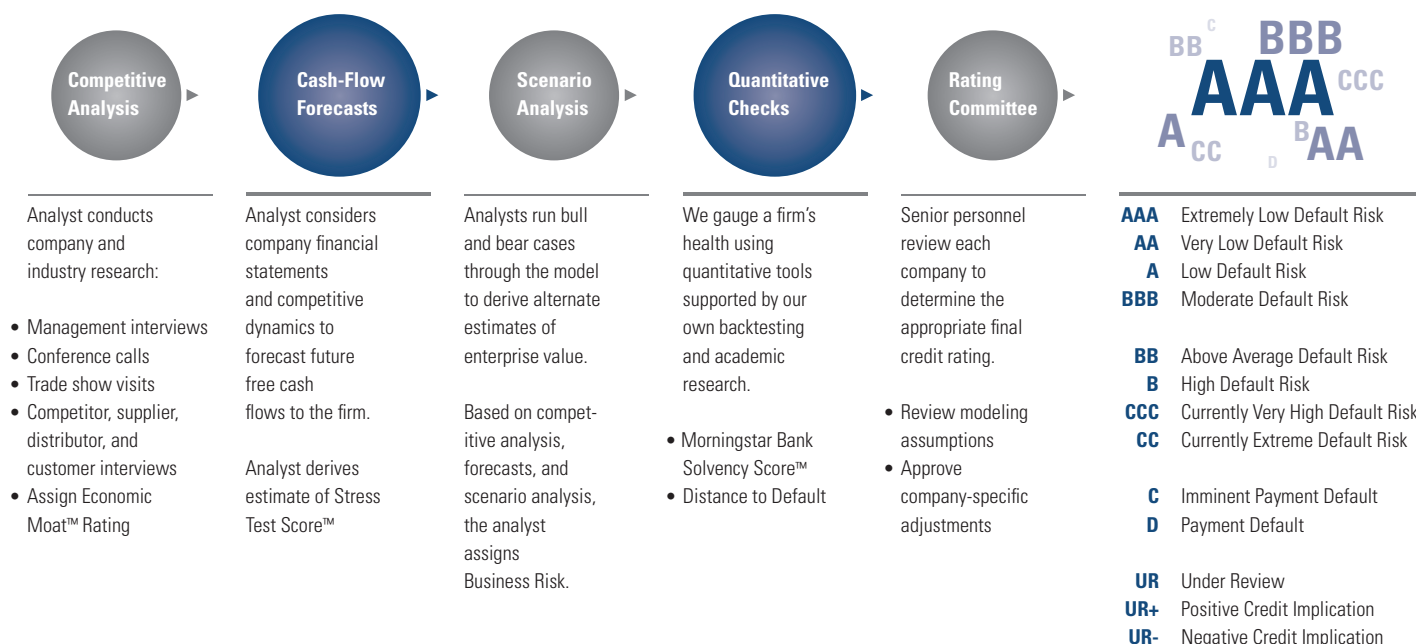 Competitive
Analysis
Cash-Flow
Forecasts
Scenario
Analysis
Quantitative
Checks
Rating
Committee
C
BB
BBB
AAA
CCC
A
CC
B
AA
D
Analyst conducts
company and
industry research:
• Management interviews
• Conference calls
• Trade show visits
• Competitor, supplier,
distributor, and
customer interviews
• Assign Economic
Moat™ Rating
Analyst considers
company financial
statements
and competitive
dynamics to
forecast future
free cash
flows to the firm.
Analyst derives
estimate of Stress
Test Score™
Analysts run bull
and bear cases
through the model
to derive alternate
estimates of
enterprise value.
Based on compet-
itive analysis,
forecasts, and
scenario analysis,
the analyst
assigns
Business Risk.
We gauge a firm's
health using
quantitative tools
supported by our
own backtesting
and academic
research.
• Morningstar Bank
Solvency Score™
• Distance to Default
Senior personnel
review each
company to
determine the
appropriate final
credit rating.
• Review modeling
assumptions
• Approve
company-specific
adjustments
AAA Extremely Low Default Risk
AA Very Low Default Risk
A Low Default Risk
BBB Moderate Default Risk
BB Above Average Default Risk
B High Default Risk
CCC Currently Very High Default Risk
CC Currently Extreme Default Risk
C Imminent Payment Default
D Payment Default
UR Under Review
UR+ Positive Credit Implication
UR- Negative Credit Implication